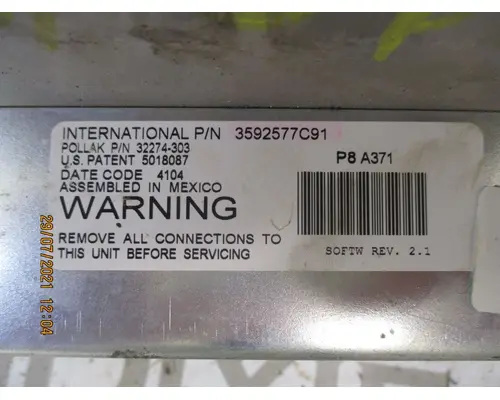 INTERNATIONAL P/N 3592577C91
POLLAK P/N 32274-303
U.S. PATENT 5018087
DATE CODE 4104
ASSEMBLED IN MEXICO
WARNING
REMOVE ALL CONNECTIONS TO
THIS UNIT BEFORE SERVICING
P8 A371
SOFTW REV. 2.1
29/07/2021 12:04